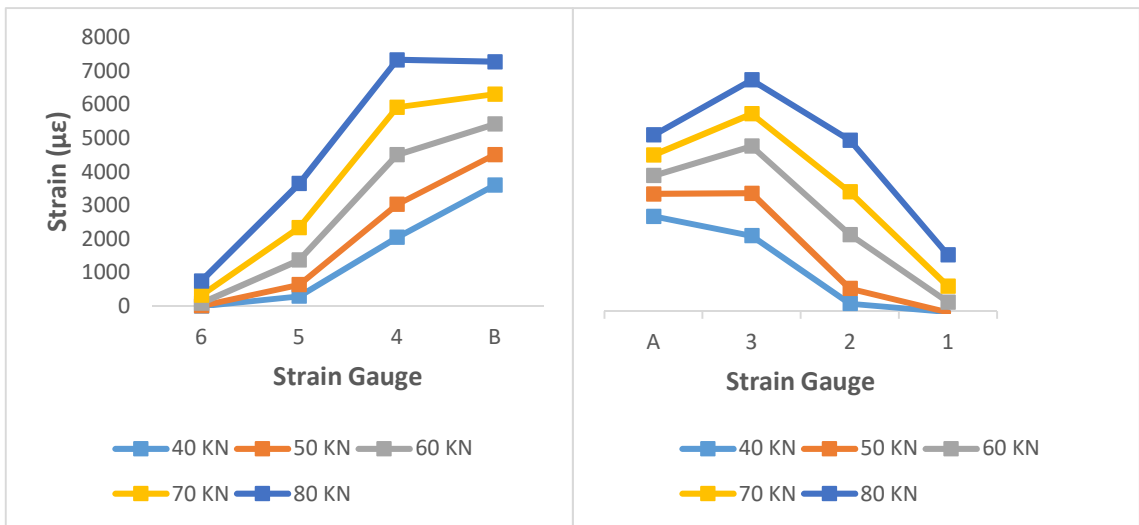 8000
7000
6000
5000
4000
3000
2000
1000
0
Strain (με)
6 5 4 B
Strain Gauge
40 KN 50 KN 60 KN
70 KN 80 KN
A 3 2 1
Strain Gauge
40 KN 50 KN 60 KN
70 KN 80 KN